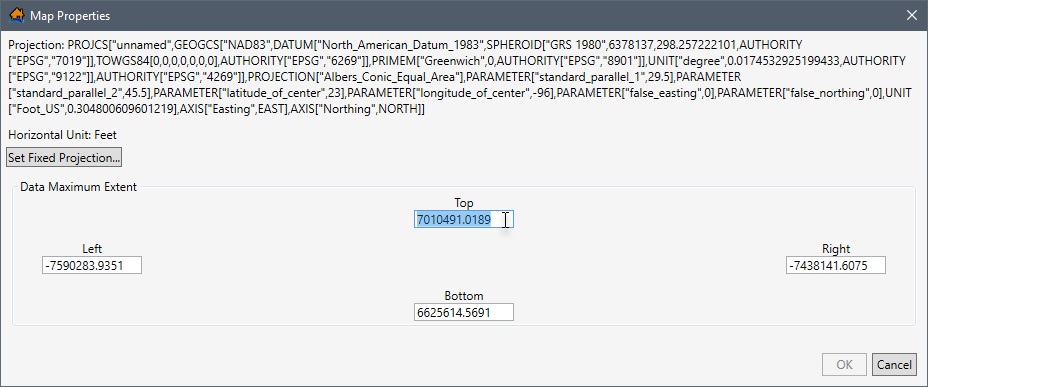 Map Properties
Projection: PROJCS["unnamed",GEOGCS["NAD83",DATUM["North_American_Datum_1983",SPHEROID["GRS 1980",6378137,298.257222101,AUTHORITY
["EPSG","7019"]],TOWGS84[0,0,0,0,0,0,0],AUTHORITY["EPSG","6269"]],PRIMEM["Greenwich",0,AUTHORITY["EPSG","8901"]],UNIT["degree",0.0174532925199433,AUTHORITY
["EPSG","9122"]],AUTHORITY["EPSG","4269"]],PROJECTION["Albers_Conic_Equal_Area"],PARAMETER["standard_parallel_1",29.5],PARAMETER
["standard_parallel_2",45.5],PARAMETER["latitude_of_center",23],PARAMETER["longitude_of_center",-96],PARAMETER["false_easting",0],PARAMETER["false_northing",0],UNIT
["Foot_US",0.304800609601219],AXIS["Easting",EAST],AXIS["Northing",NORTH]]
Horizontal Unit: Feet
Set Fixed Projection...
Data Maximum Extent
Top
7010491.0189
Left
-7590283.9351
Right
-7438141.6075
Bottom
6625614.5691
OK
Cancel